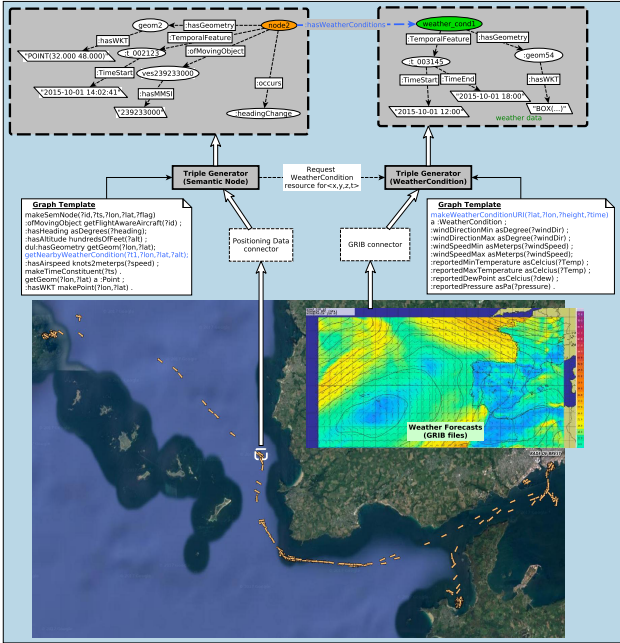 geom2
:hasGeometry
node2
:hasWeatherConditions
weather_cond1
:hasWKT
:TemporalFeature
:TemporalFeature
:hasGeometry
"POINT(32.000 48.000)"
:t_002123
:ofMovingObject
:t_003145
:geom54
:TimeStart
yes239233000
:occurs
:TimeStart
:TimeEnd
:hasWKT
"2015-10-01 14:02:41"
:hasMMSI
"2015-10-01 18:00"
"239233000"
:headingChange
"2015-10-01 12:00"
"BOX(...)"
weather data
Triple Generator
(Semantic Node)
Request
WeatherCondition
resource for<x,y,z,t>
Triple Generator
(WeatherCondition)
Graph Template
makeSemNode(?id,?ts,?lon,?lat,?flag)
:ofMovingObject getFlightAwareAircraft(?id) ;
:hasHeading asDegrees(?heading);
:hasAltitude hundredsOfFeet(?alt) ;
dul:hasGeometry getGeom(?lon,?lat);
getNearbyWeatherCondition(?t1,?lon,?lat,?alt);
:hasAirspeed knots2meterps(?speed) ;
makeTimeConstituent(?ts) .
getGeom(?lon,?lat) a :Point ;
:hasWKT makePoint(?lon,?lat) .
Positioning Data
connector
GRIB connector
Graph Template
makeWeatherConditionURI(?lat,?lon,?height,?time)
a :WeatherCondition ;
:windDirectionMin asDegree(?windDir) ;
:windDirectionMax asDegree(?windDir) ;
:windSpeedMin asMeterps(?windSpeed) ;
:windSpeedMax asMeterps(?windSpeed);
:reportedMinTemperature asCelcius(?Temp) ;
:reportedMaxTemperature asCelcius(?Temp) ;
:reportedDewPoint asCelcius(?dew) ;
:reportedPressure asPa(?pressure) .
Weather Forecasts
(GRIB files)